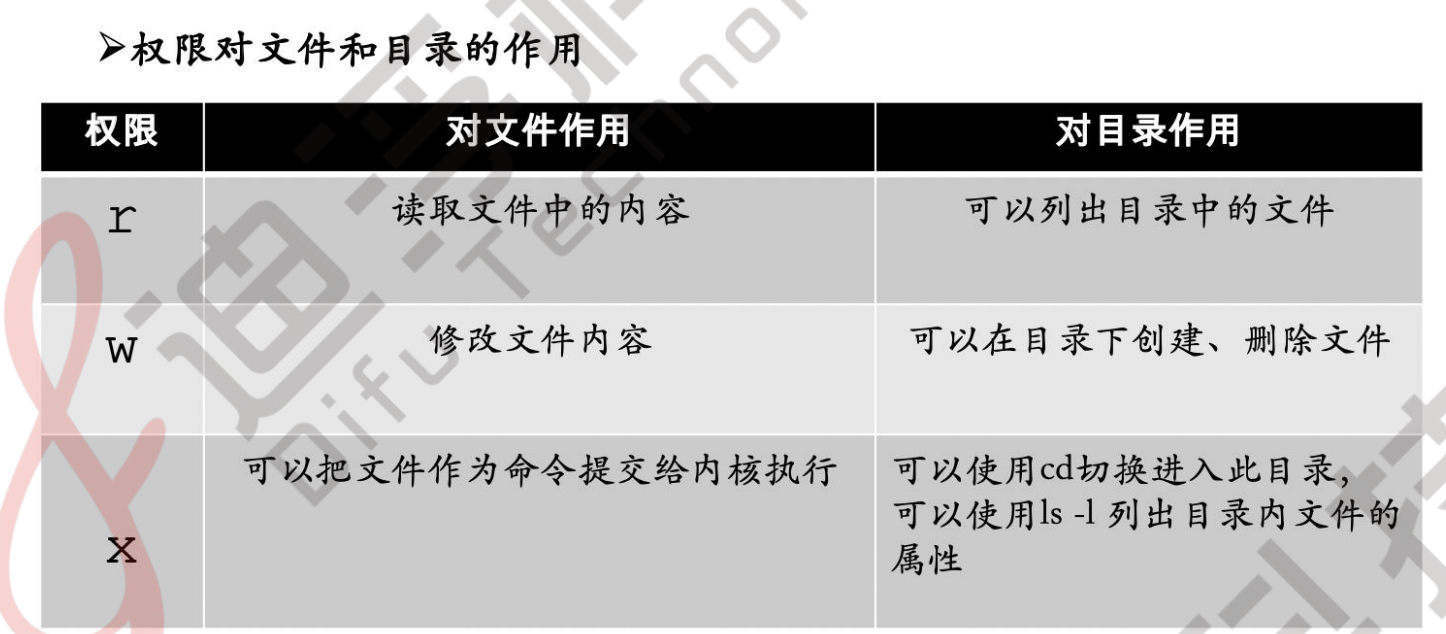 ➢权限对文件和目录的作用
权限 对文件作用 对目录作用
r 读取文件中的内容 可以列出目录中的文件
w 修改文件内容 可以在目录下创建、删除文件
x 可以把文件作为命令提交给内核执行 可以使用cd切换进入此目录,
可以使用ls -l 列出目录内文件的
属性
迪孚
Difu Techno